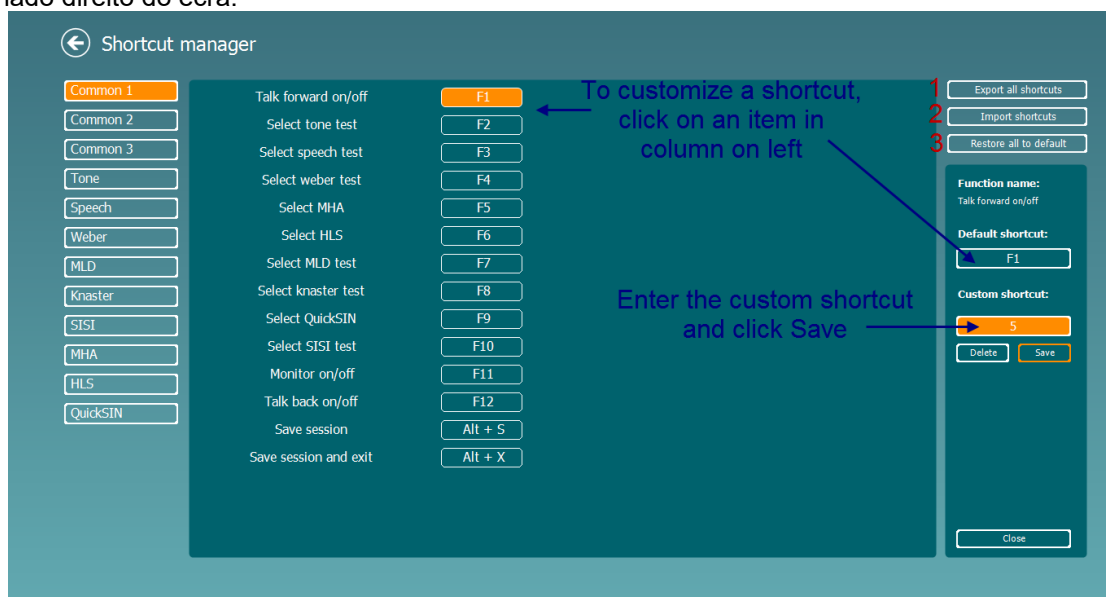 lado direito do ecrã.
Shortcut manager
Common 1
Common 2
Common 3
Tone
Speech
Weber
MLD
Knaster
SISI
MHA
HLS
QuickSIN
Talk forward on/off F1
Select tone test F2
Select speech test F3
Select weber test F4
Select MHA F5
Select HLS F6
Select MLD test F7
Select knaster test F8
Select QuickSIN F9
Select SISI test F10
Monitor on/off F11
Talk back on/off F12
Save session Alt + S
Save session and exit Alt + X
To customize a shortcut,
click on an item in
column on left
Enter the custom shortcut
and click Save
1 Export all shortcuts
2 Import shortcuts
3 Restore all to default
Function name:
Talk forward on/off
Default shortcut:
F1
Custom shortcut:
5
Delete Save
Close